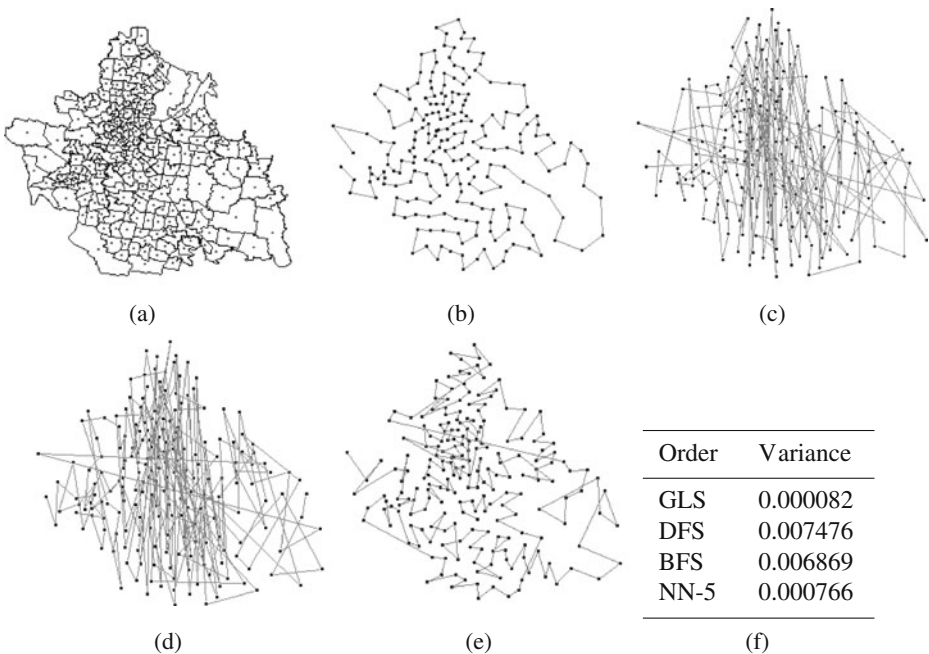 (a)
(b)
(c)
Order Variance
GLS 0.000082
DFS 0.007476
BFS 0.006869
NN-5 0.000766
(d)
(e)
(f)